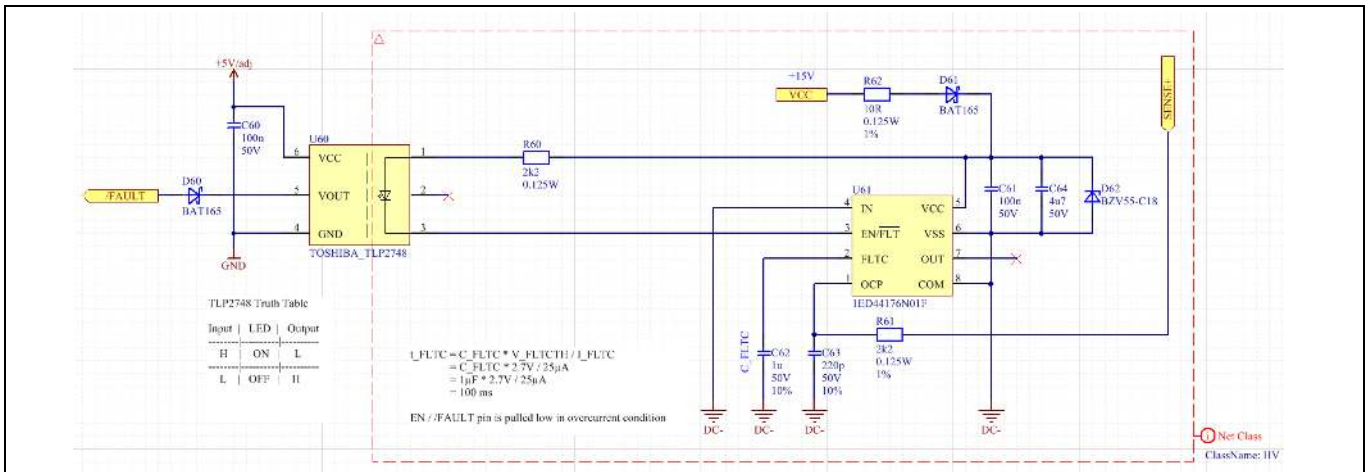 +5V/adj
C60
100n
50V
U60
6
VCC
1
5
VOUT
2
4
GND
3
TOSHIBA_TLP2748
/FAULT
D60
BAT165
GND
R60
2k2
0.125W
+15V
VCC
R62
10R
0.125W
1%
D61
BAT165
SENSE+
U61
4
IN
VCC
5
3
EN/FLT
VSS
6
2
FLTC
OUT
7
1
OCP
COM
8
1ED44176N01F
C61
100n
50V
C64
4u7
50V
D62
BZV55-C18
R61
2k2
0.125W
1%
C_FLTC
C62
1u
50V
10%
C63
220p
50V
10%
DC-
DC-
DC-
DC-
TLP2748 Truth Table
Input | LED | Output
H | ON | L
L | OFF | H
t_FLTC = C_FLTC * V_FLTCTH / I_FLTC
= C_FLTC * 2.7V / 25µA
= 1µF * 2.7V / 25µA
= 100 ms
EN / /FAULT pin is pulled low in overcurrent condition
i
Net Class
ClassName: HV